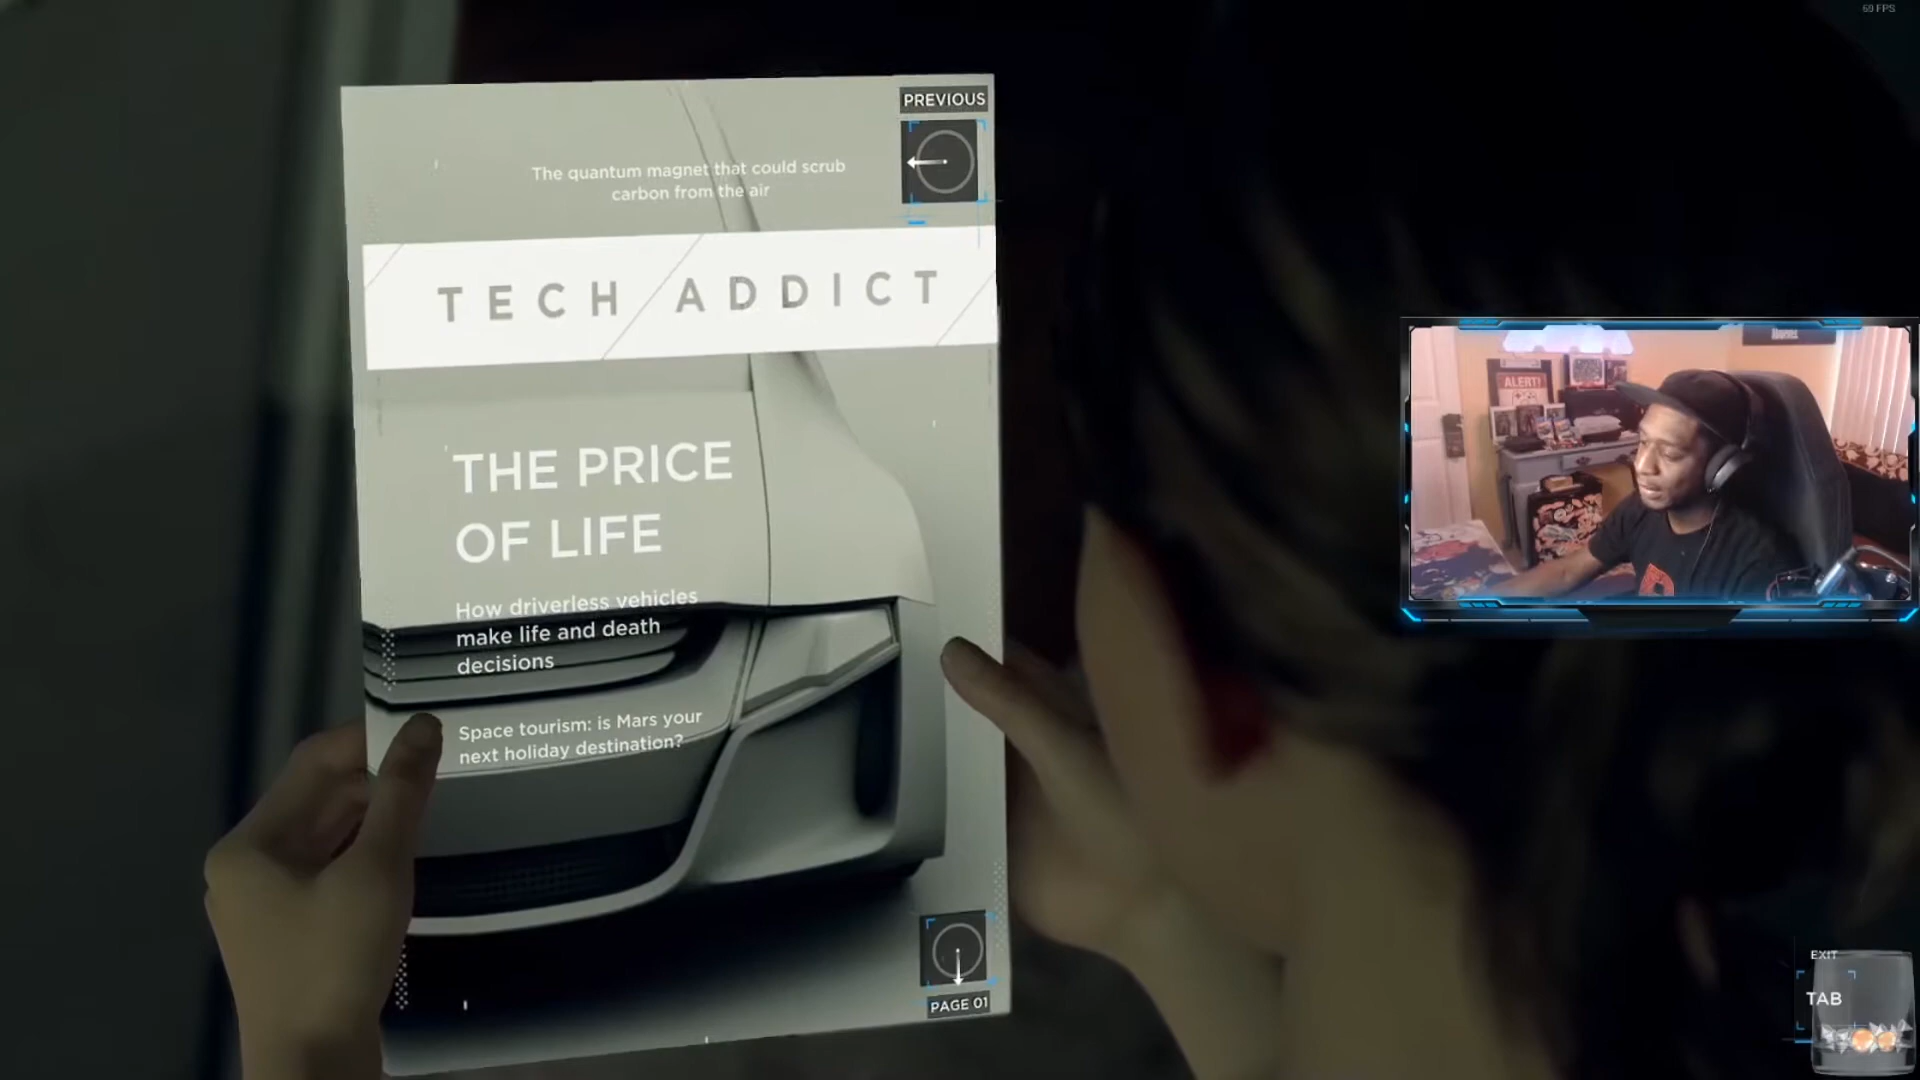 69 FPS
PREVIOUS
The quantum magnet that could scrub
carbon from the air
TECH ADDICT
THE PRICE
OF LIFE
How driverless vehicles
make life and death
decisions
Space tourism: is Mars your
next holiday destination?
PAGE 01
ALERT!
EXIT
TAB